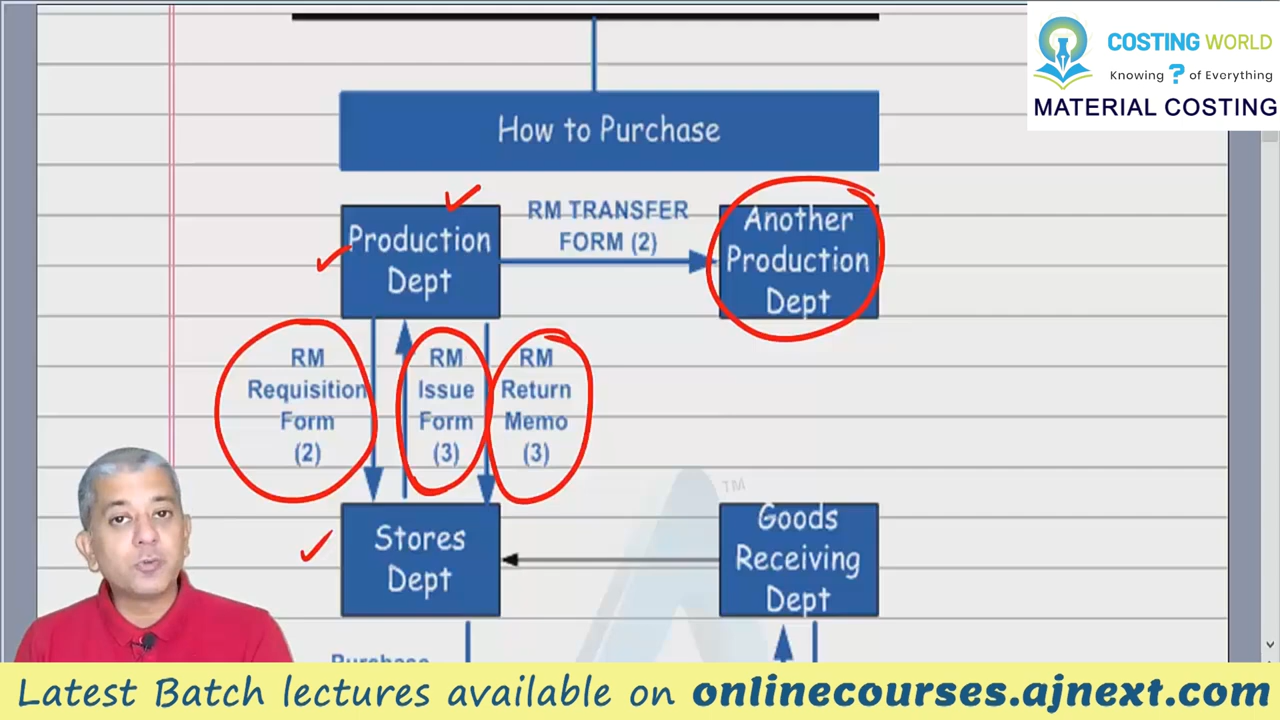 COSTING WORLD
Knowing ? of Everything
MATERIAL COSTING
How to Purchase
Production
Dept
RM TRANSFER
FORM (2)
Another
Production
Dept
RM
Requisition
Form
(2)
RM
Issue
Form
(3)
RM
Return
Memo
(3)
TM
Stores
Dept
Goods
Receiving
Dept
Purchase
Latest Batch lectures available on onlinecourses.ajnext.com